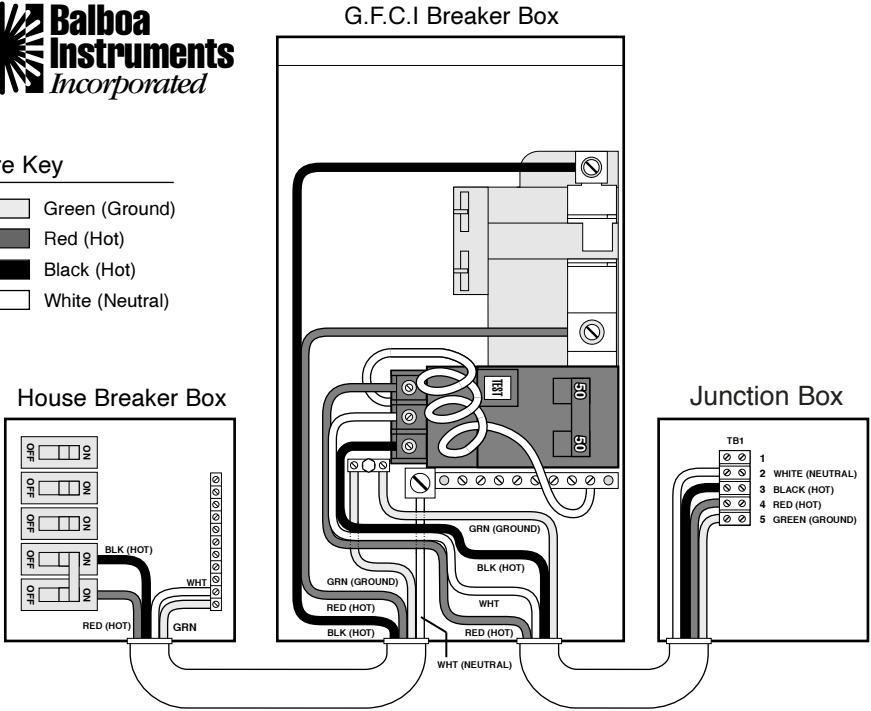 G.F.C.I Breaker Box
Balboa
Instruments
Incorporated
re Key
Green (Ground)
Red (Hot)
Black (Hot)
White (Neutral)
House Breaker Box
OFF ON
OFF ON
OFF ON
OFF ON
OFF ON
BLK (HOT)
WHT
RED (HOT)
GRN
TEST
50
50
GRN (GROUND)
BLK (HOT)
GRN (GROUND)
WHT
RED (HOT)
BLK (HOT)
RED (HOT)
WHT (NEUTRAL)
Junction Box
TB1
1
2 WHITE (NEUTRAL)
3 BLACK (HOT)
4 RED (HOT)
5 GREEN (GROUND)